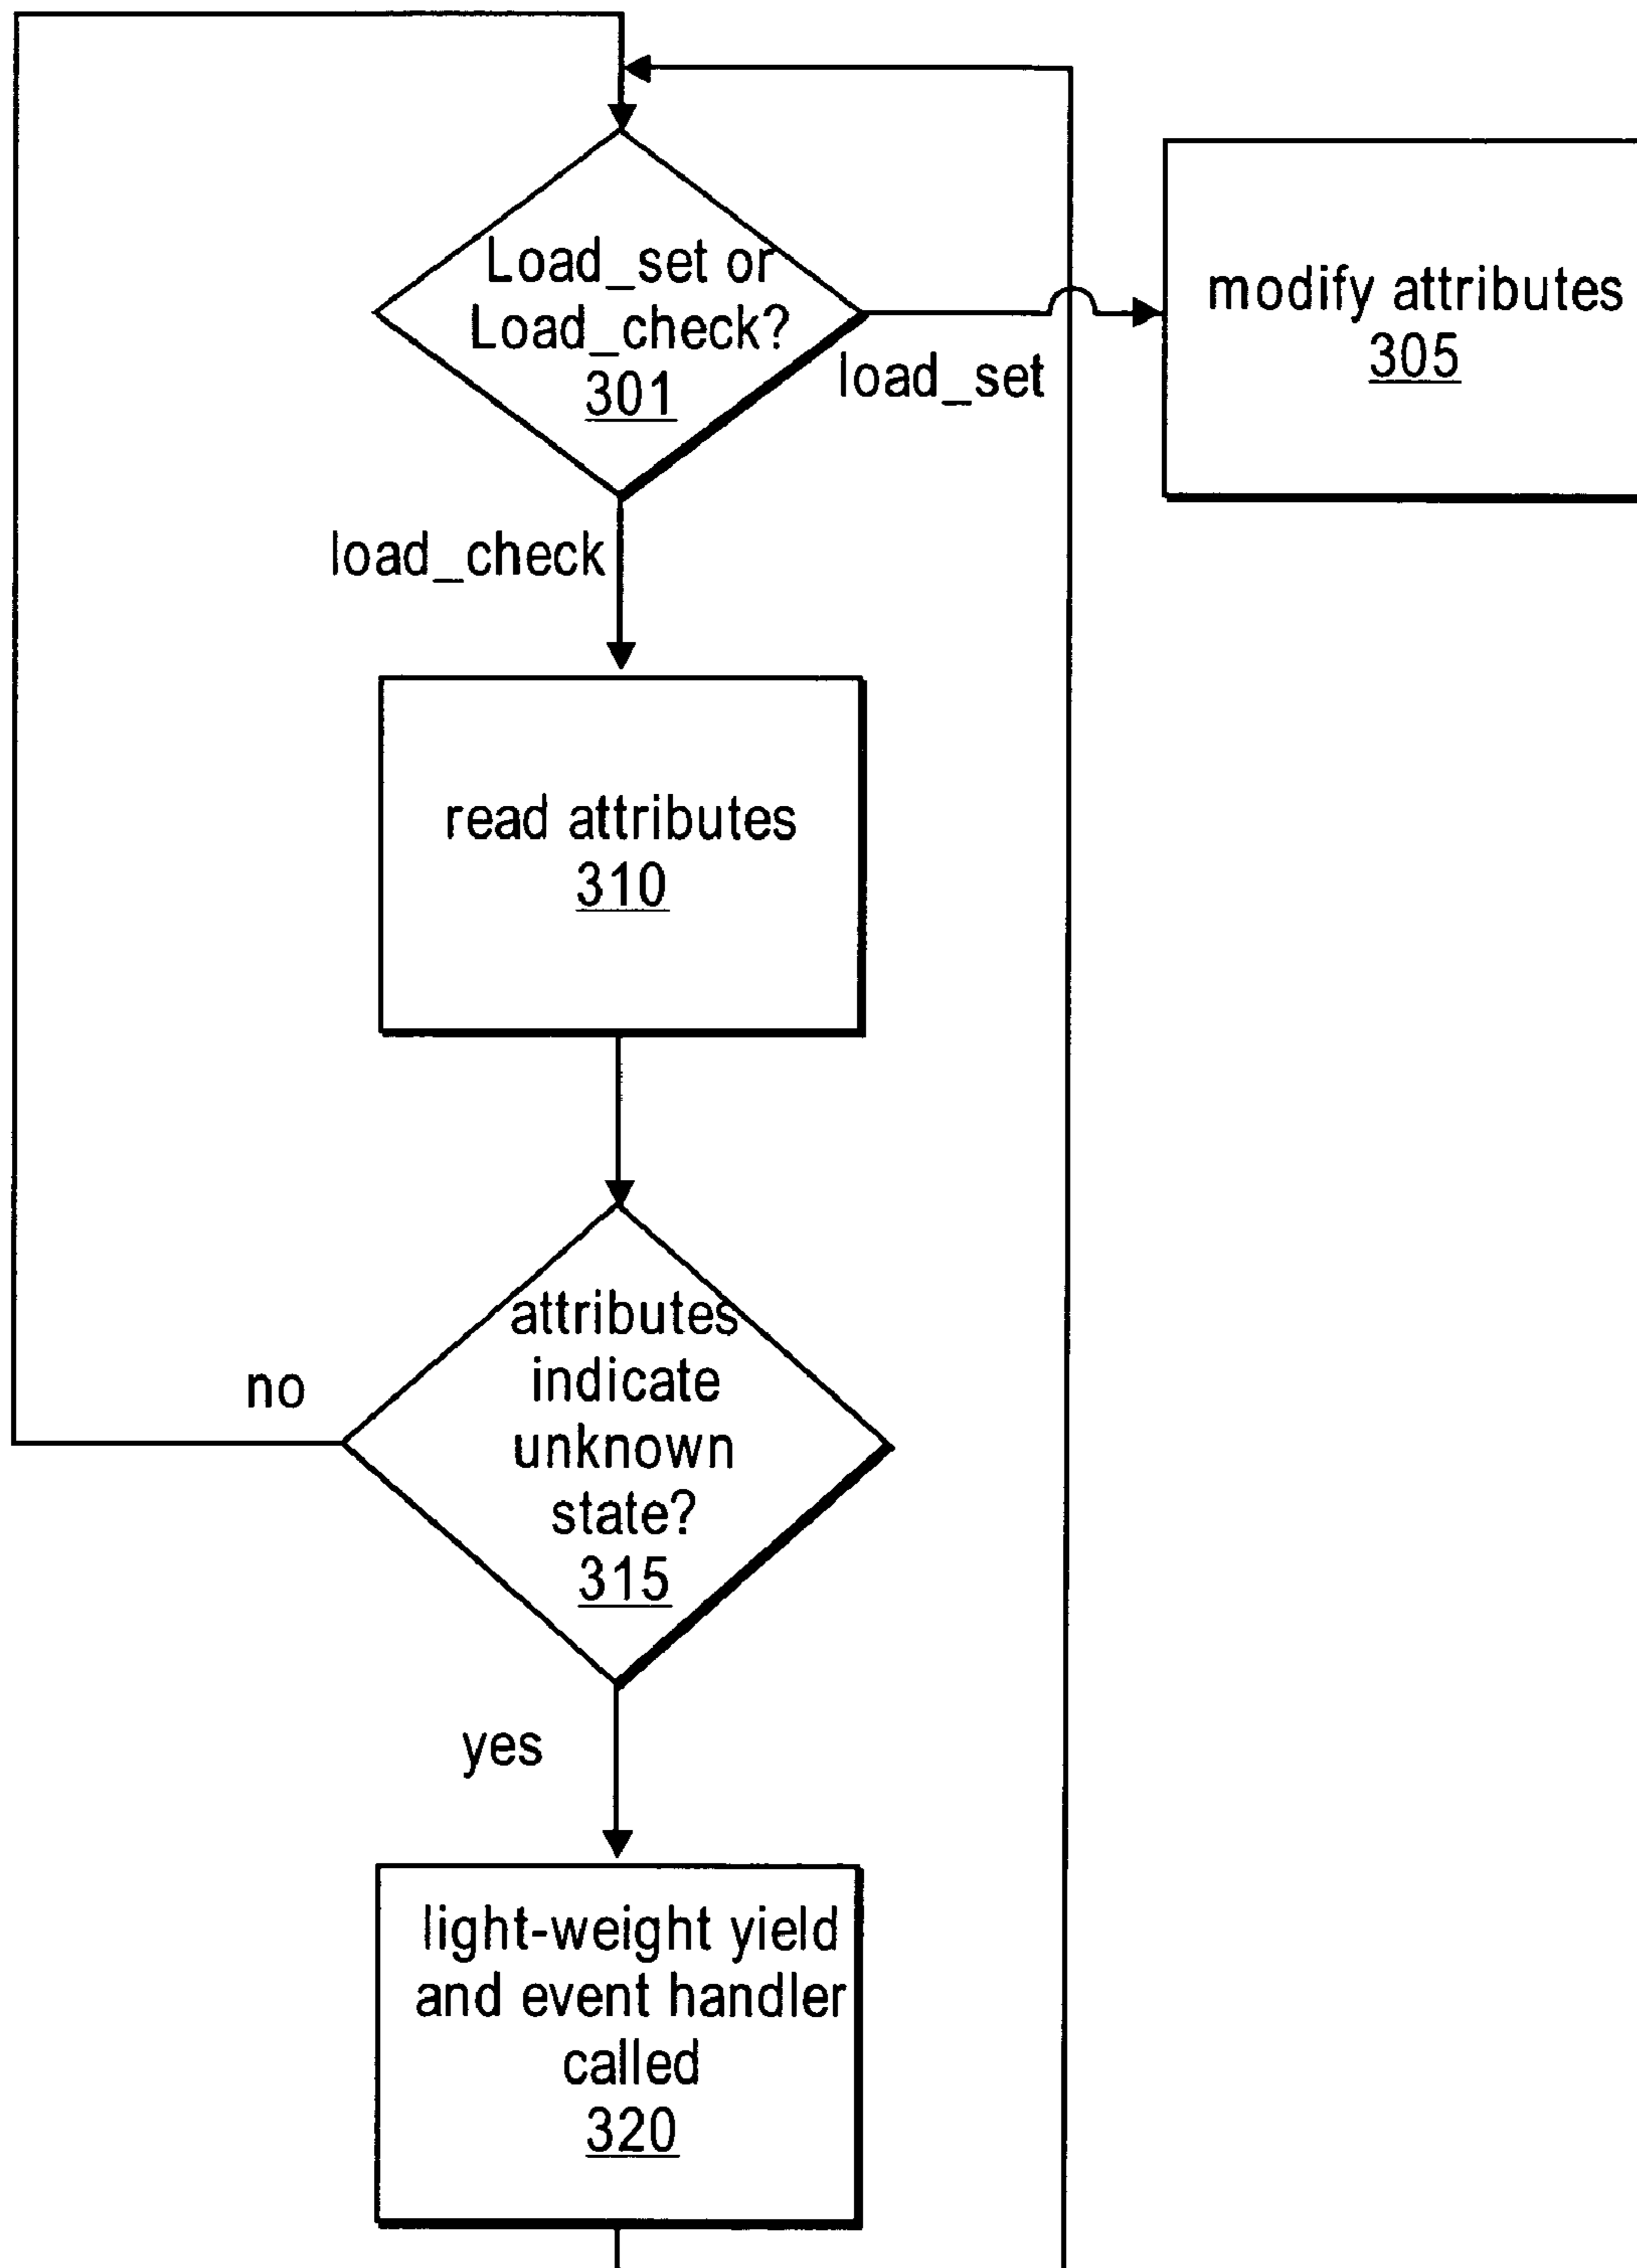 Load_set or
Load_check?
301
load_set
modify attributes
305
load_check
read attributes
310
attributes
indicate
unknown
state?
315
no
yes
light-weight yield
and event handler
called
320